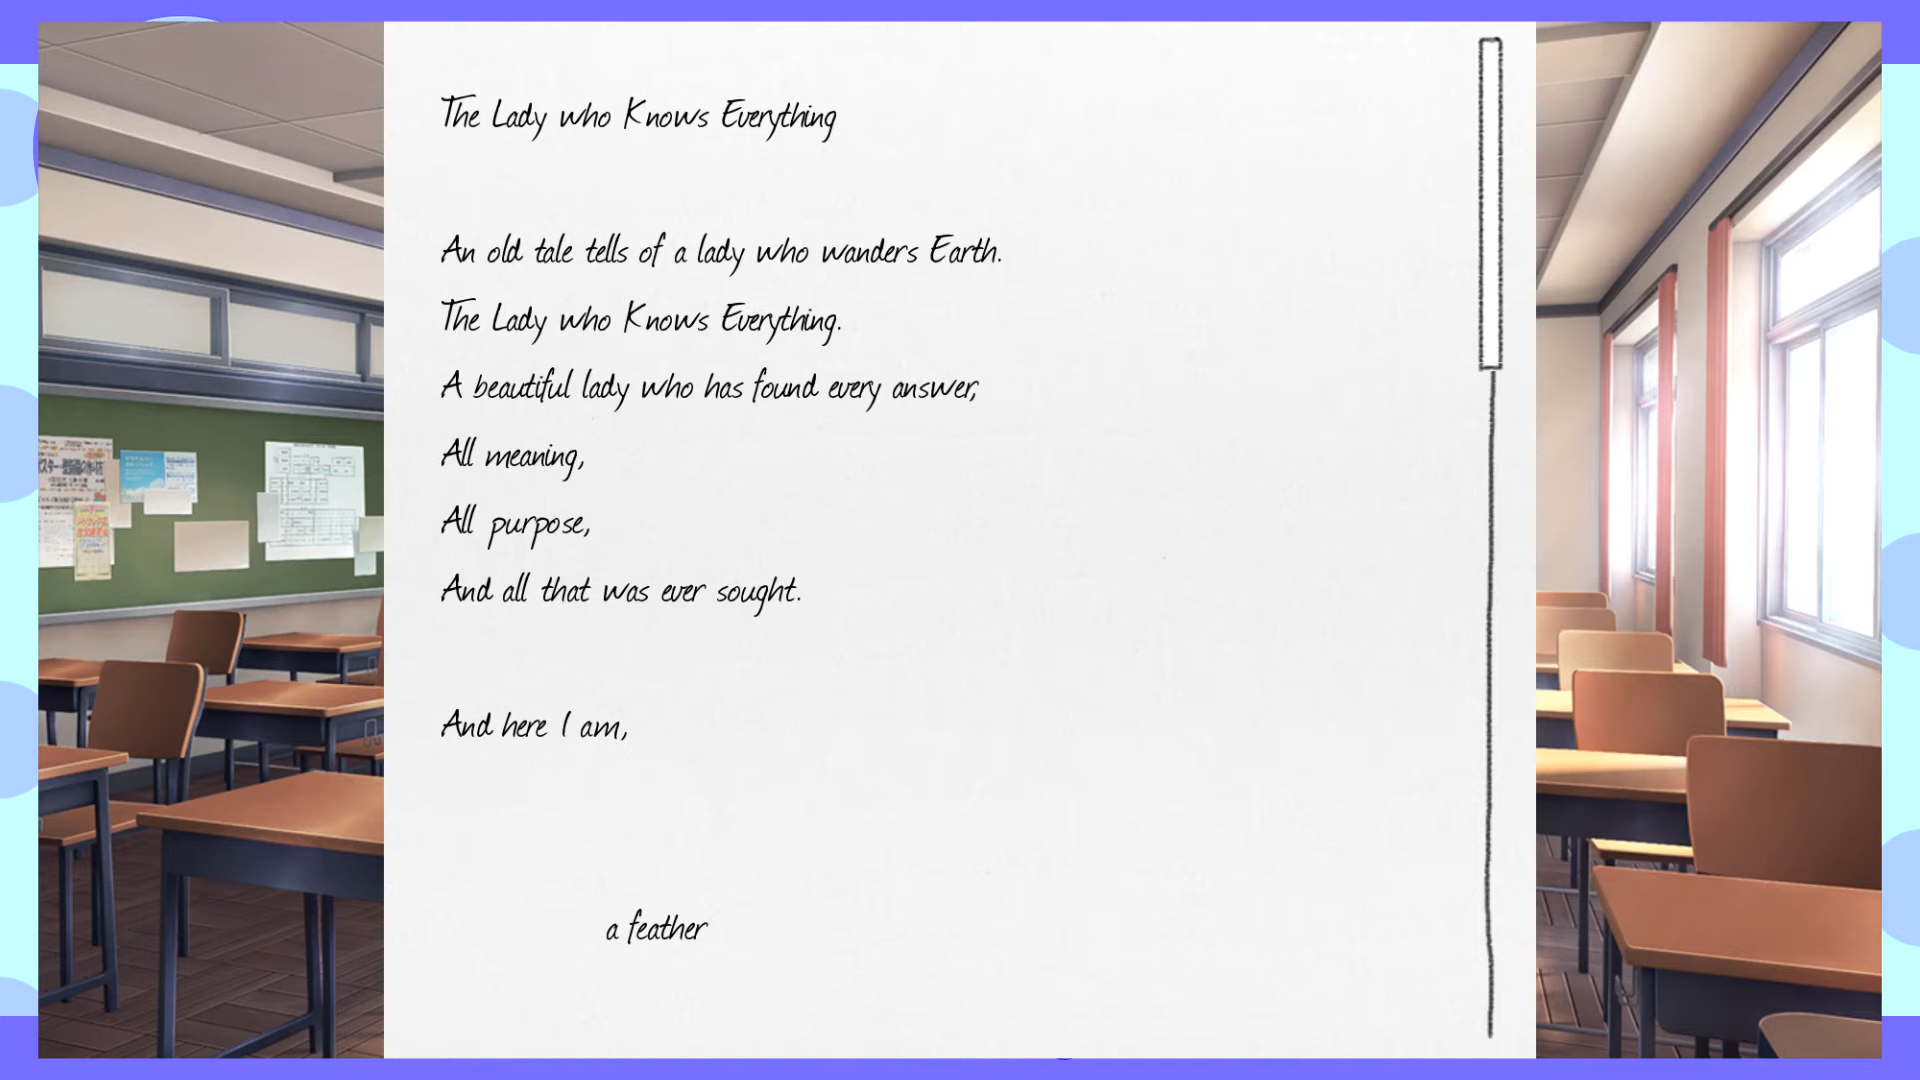 The Lady who Knows Everything
An old tale tells of a lady who wanders Earth.
The Lady who Knows Everything.
A beautiful lady who has found every answer,
All meaning,
All purpose,
And all that was ever sought.
And here I am,
a feather